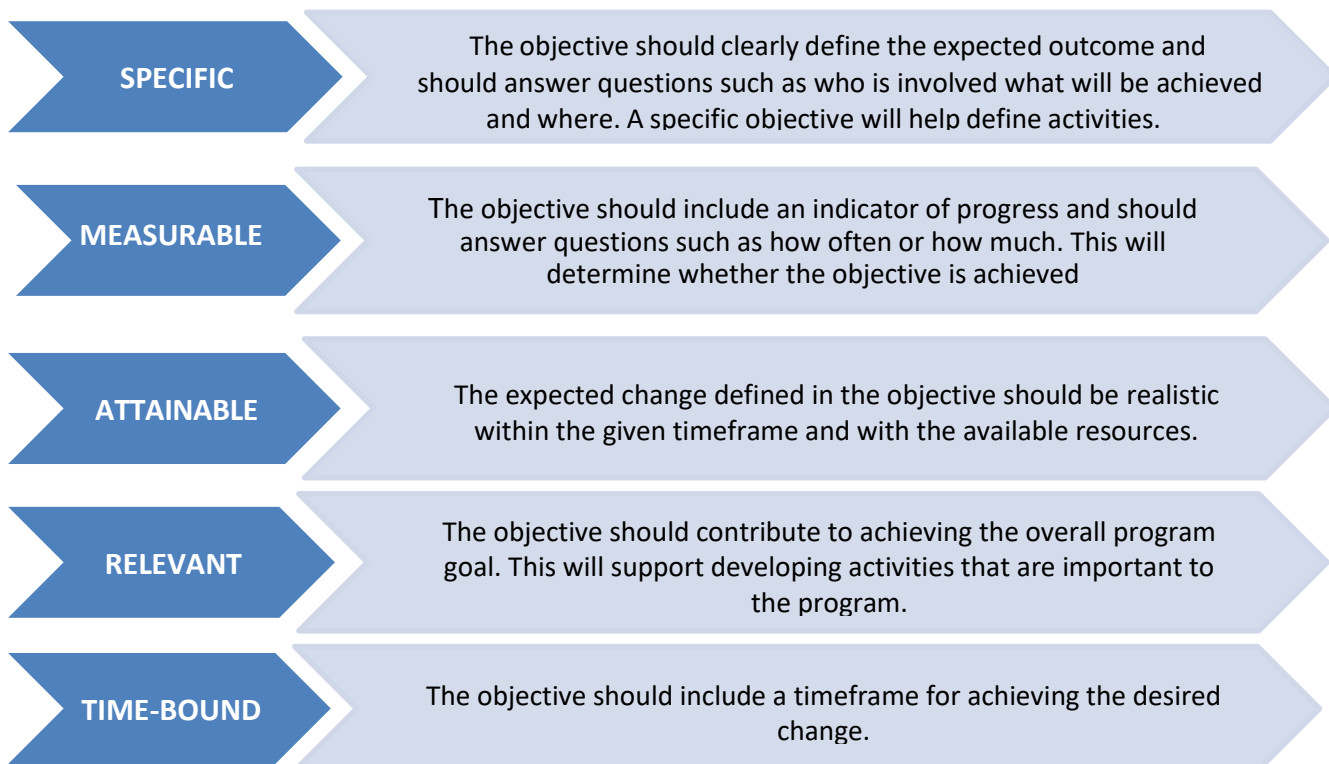 SPECIFIC
The objective should clearly define the expected outcome and
should answer questions such as who is involved what will be achieved
and where. A specific objective will help define activities.
MEASURABLE
The objective should include an indicator of progress and should
answer questions such as how often or how much. This will
determine whether the objective is achieved
ATTAINABLE
The expected change defined in the objective should be realistic
within the given timeframe and with the available resources.
RELEVANT
The objective should contribute to achieving the overall program
goal. This will support developing activities that are important to
the program.
TIME-BOUND
The objective should include a timeframe for achieving the desired
change.